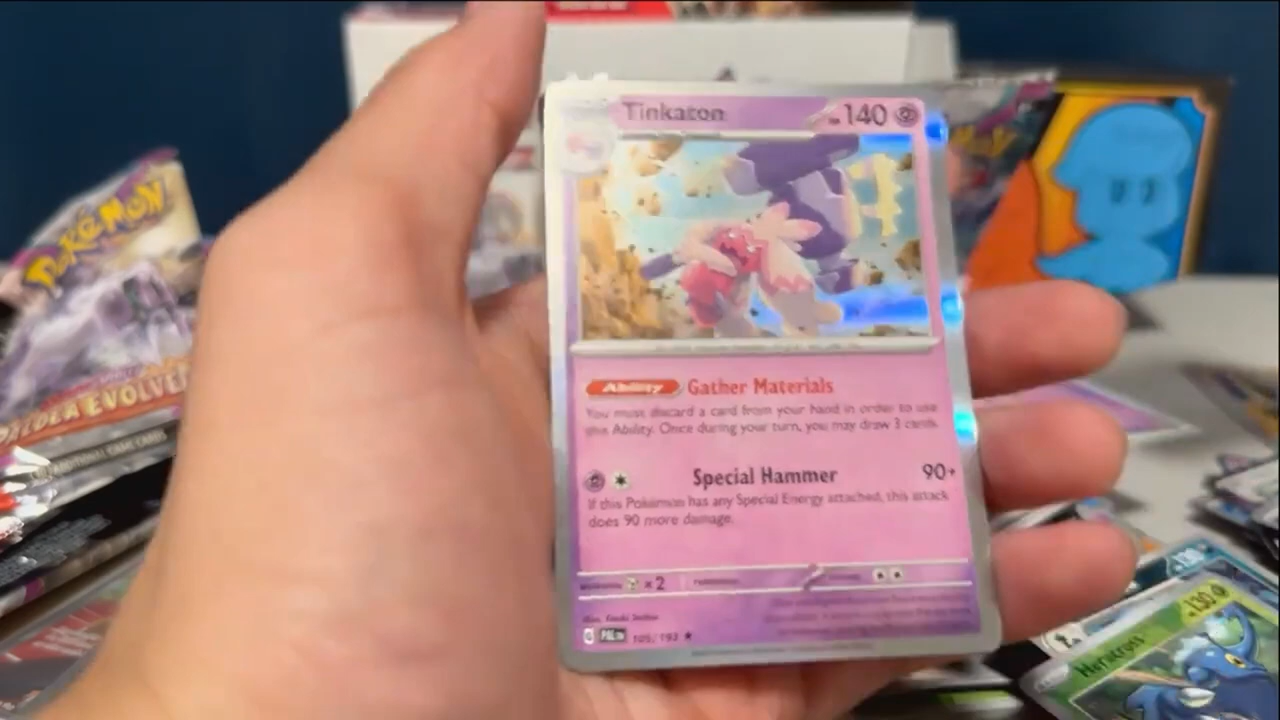 Tinkaton
140
Ability Gather Materials
You must discard a card from your hand in order to use
this Ability. Once during your turn, you may draw 3 cards.
Special Hammer 90+
If this Pokémon has any Special Energy attached, this attack
does 90 more damage.
×2
PAL EN 105/193
POKéMON
PALDEA EVOLVED
130
Heracross
130